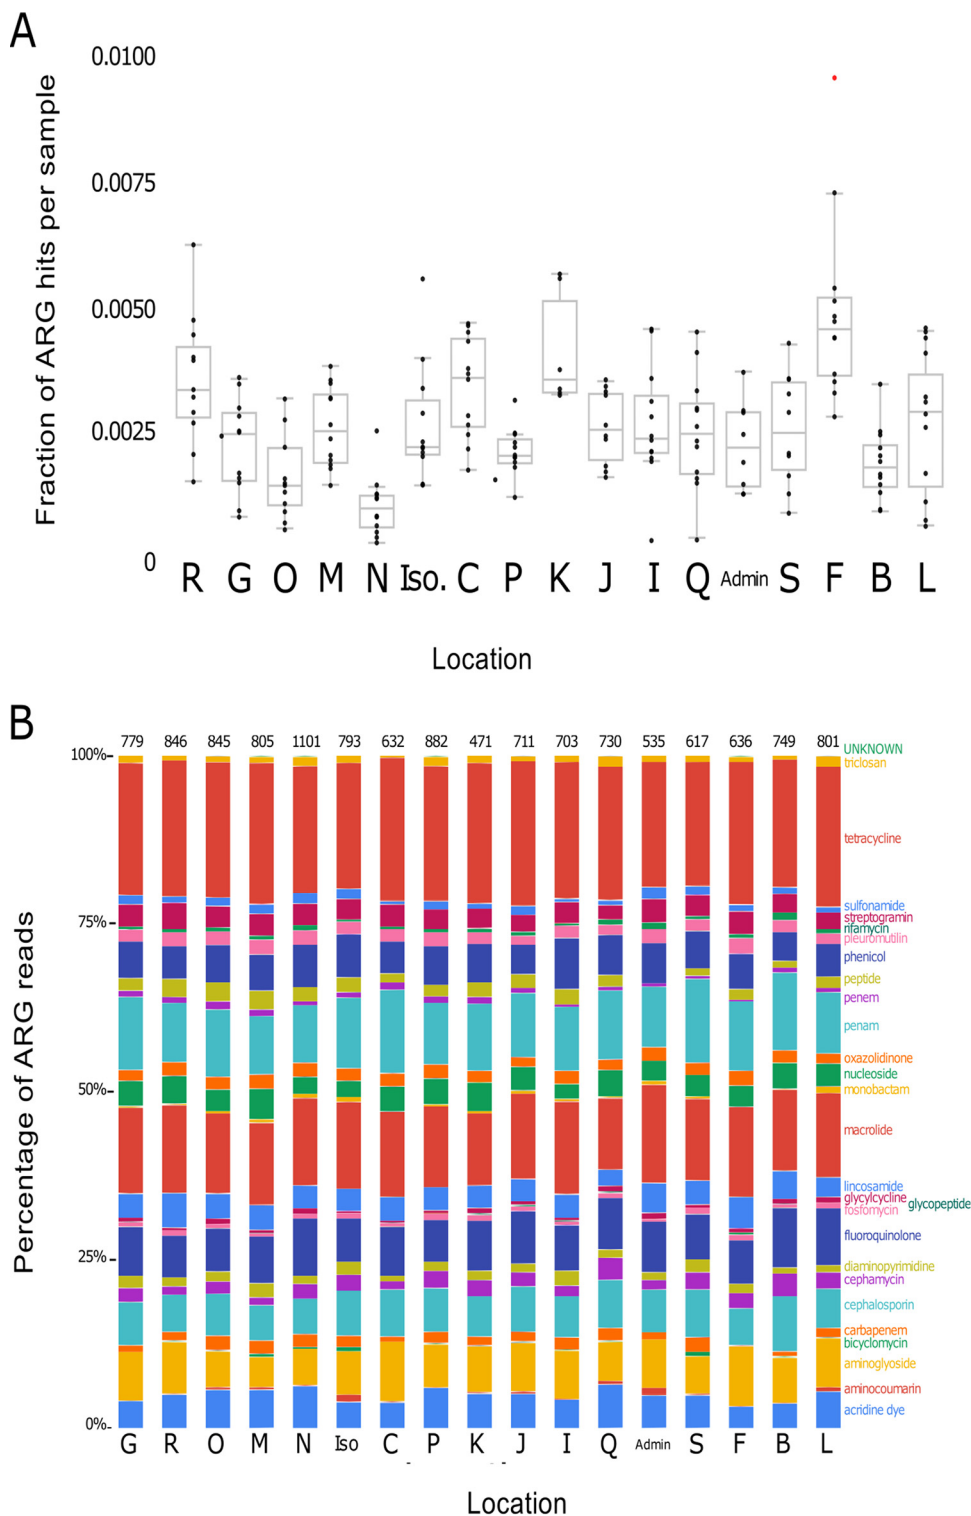 A
Fraction of ARG hits per sample
0.0100
0.0075
0.0050
0.0025
0
R G O M N Iso. C P K J I Q Admin S F B L
Location
B
779 846 845 805 1101 793 632 882 471 711 703 730 535 617 636 749 801
Percentage of ARG reads
100%
75%
50%
25%
0%
UNKNOWN
triclosan
tetracycline
sulfonamide
streptogramin
rifamycin
pleuromutilin
phenicol
peptide
penem
penam
oxazolidinone
nucleoside
monobactam
macrolide
lincosamide
glycylcycline glycopeptide
fosfomycin
fluoroquinolone
diaminopyrimidine
cephamycin
cephalosporin
carbapenem
bicyclomycin
aminoglyoside
aminocoumarin
acridine dye
G R O M N Iso C P K J I Q Admin S F B L
Location